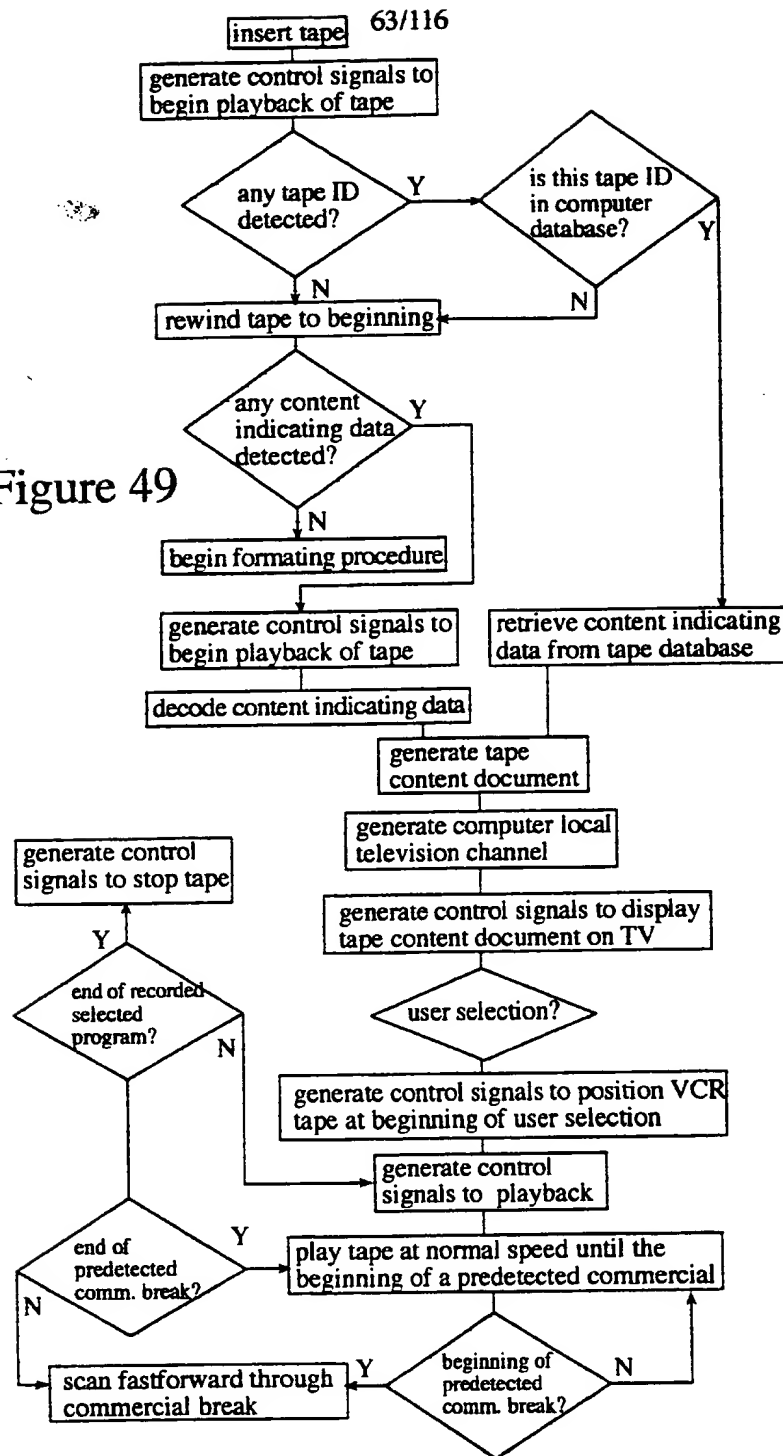 63/116
insert tape
generate control signals to
begin playback of tape
any tape ID
detected?
Y
is this tape ID
in computer
database?
Y
N
N
rewind tape to beginning
any content
indicating data
detected?
Y
Figure 49
N
begin formating procedure
generate control signals to
begin playback of tape
retrieve content indicating
data from tape database
decode content indicating data
generate tape
content document
generate computer local
television channel
generate control
signals to stop tape
generate control signals to display
tape content document on TV
Y
end of recorded
selected
program?
N
user selection?
generate control signals to position VCR
tape at beginning of user selection
generate control
signals to playback
end of
predetected
comm. break?
Y
N
play tape at normal speed until the
beginning of a predetected commercial
scan fastforward through
commercial break
Y
beginning of
predetected
comm. break?
N